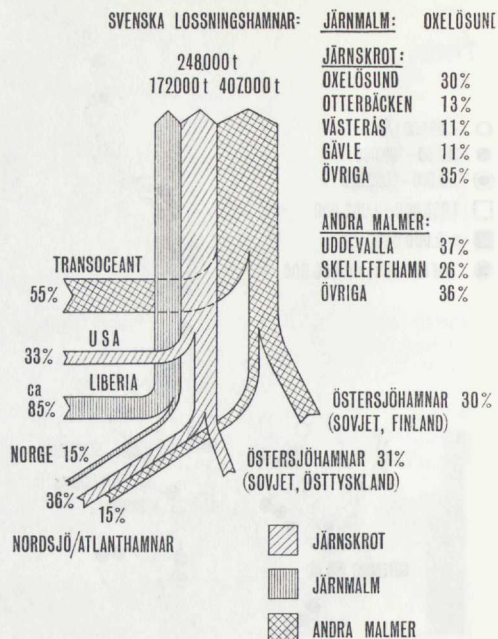 SVENSKA LOSSNINGSHAMNAR:
248.000 t
172.000 t 407.000 t
JÄRNMALM: OXELÖSUND
JÄRNSKROT:
OXELÖSUND 30%
OTTERBÄCKEN 13%
VÄSTERÅS 11%
GÄVLE 11%
ÖVRIGA 35%
ANDRA MALMER:
UDDEVALLA 37%
SKELLEFTEHAMN 26%
ÖVRIGA 36%
TRANSOCEANT
55%
USA
33%
LIBERIA
ca
85%
NORGE 15%
36%
15%
NORDSJÖ/ATLANTHAMNAR
ÖSTERSJÖHAMNAR 30%
(SOVJET, FINLAND)
ÖSTERSJÖHAMNAR 31%
(SOVJET, ÖSTTYSKLAND)
JÄRNSKROT
JÄRNMALM
ANDRA MALMER